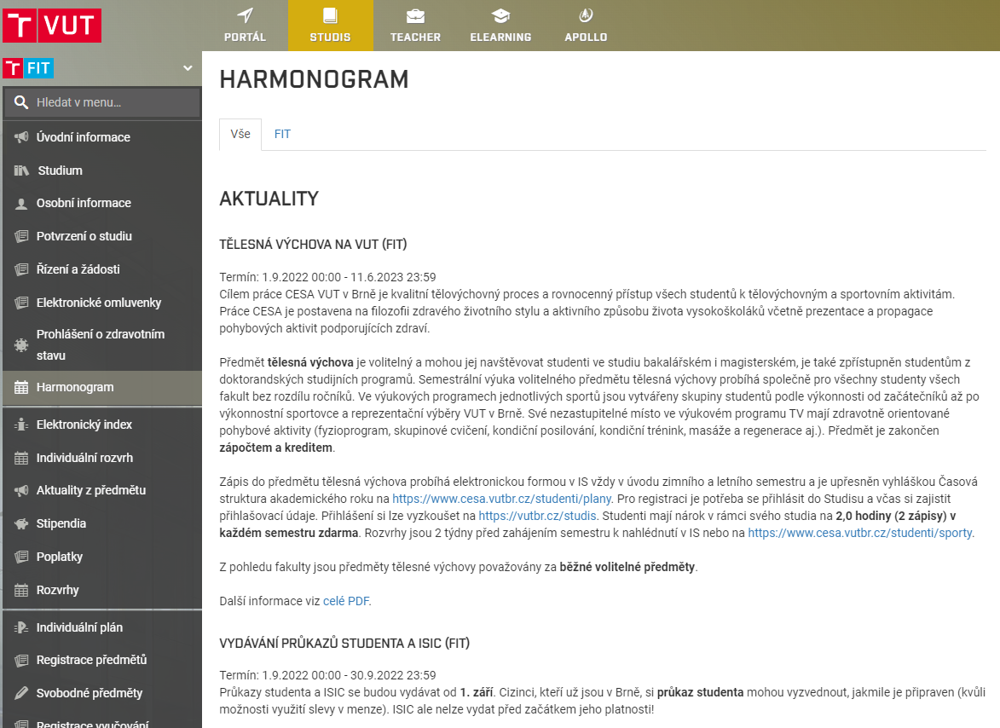 VUT
PORTÁL
STUDIS
TEACHER
ELEARNING
APOLLO
FIT
Hledat v menu...
Úvodní informace
Studium
Osobní informace
Potvrzení o studiu
Řízení a žádosti
Elektronické omluvenky
Prohlášení o zdravotním
stavu
Harmonogram
Elektronický index
Individuální rozvrh
Aktuality z předmětu
Stipendia
Poplatky
Rozvrhy
Individuální plán
Registrace předmětů
Svobodné předměty
Registrace vyučování
HARMONOGRAM
Vše
FIT
AKTUALITY
TĚLESNÁ VÝCHOVA NA VUT (FIT)
Termín: 1.9.2022 00:00 - 11.6.2023 23:59
Cílem práce CESA VUT v Brně je kvalitní tělovýchovný proces a rovnocenný přístup všech studentů k tělovýchovným a sportovním aktivitám.
Práce CESA je postavena na filozofii zdravého životního stylu a aktivního způsobu života vysokoškoláků včetně prezentace a propagace
pohybových aktivit podporujících zdraví.
Předmět tělesná výchova je volitelný a mohou jej navštěvovat studenti ve studiu bakalářském i magisterském, je také zpřístupněn studentům z
doktorandských studijních programů. Semestrální výuka volitelného předmětu tělesná výchovy probíhá společně pro všechny studenty všech
fakult bez rozdílu ročníků. Ve výukových programech jednotlivých sportů jsou vytvářeny skupiny studentů podle výkonnosti od začátečníků až po
výkonnostní sportovce a reprezentační výběry VUT v Brně. Své nezastupitelné místo ve výukovém programu TV mají zdravotně orientované
pohybové aktivity (fyzioprogram, skupinové cvičení, kondiční posilování, kondiční trénink, masáže a regenerace aj.). Předmět je zakončen
zápočtem a kreditem.
Zápis do předmětu tělesná výchova probíhá elektronickou formou v IS vždy v úvodu zimního a letního semestru a je upřesněn vyhláškou Časová
struktura akademického roku na https://www.cesa.vutbr.cz/studenti/plany. Pro registraci je potřeba se přihlásit do Studisu a včas si zajistit
přihlašovací údaje. Přihlášení si lze vyzkoušet na https://vutbr.cz/studis. Studenti mají nárok v rámci svého studia na 2,0 hodiny (2 zápisy) v
každém semestru zdarma. Rozvrhy jsou 2 týdny před zahájením semestru k nahlédnutí v IS nebo na https://www.cesa.vutbr.cz/studenti/sporty.
Z pohledu fakulty jsou předměty tělesné výchovy považovány za běžné volitelné předměty.
Další informace viz celé PDF.
VYDÁVÁNÍ PRŮKAZŮ STUDENTA A ISIC (FIT)
Termín: 1.9.2022 00:00 - 30.9.2022 23:59
Průkazy studenta a ISIC se budou vydávat od 1. září. Cizinci, kteří už jsou v Brně, si průkaz studenta mohou vyzvednout, jakmile je připraven (kvůli
možnosti využití slevy v menze). ISIC ale nelze vydat před začátkem jeho platnosti!